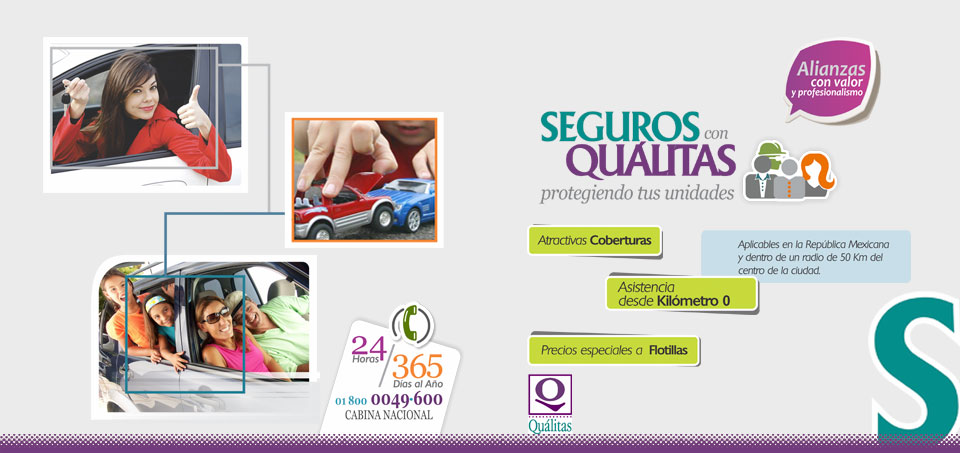 Alianzas
con valor
y profesionalismo
SEGUROS con
QUÁLITAS
protegiendo tus unidades
Atractivas Coberturas
Aplicables en la República Mexicana
y dentro de un radio de 50 Km del
centro de la ciudad.
Asistencia
desde Kilómetro 0
Precios especiales a Flotillas
24
Horas
365
Días al Año
01 800 0049·600
CABINA NACIONAL
Q
Quálitas
S